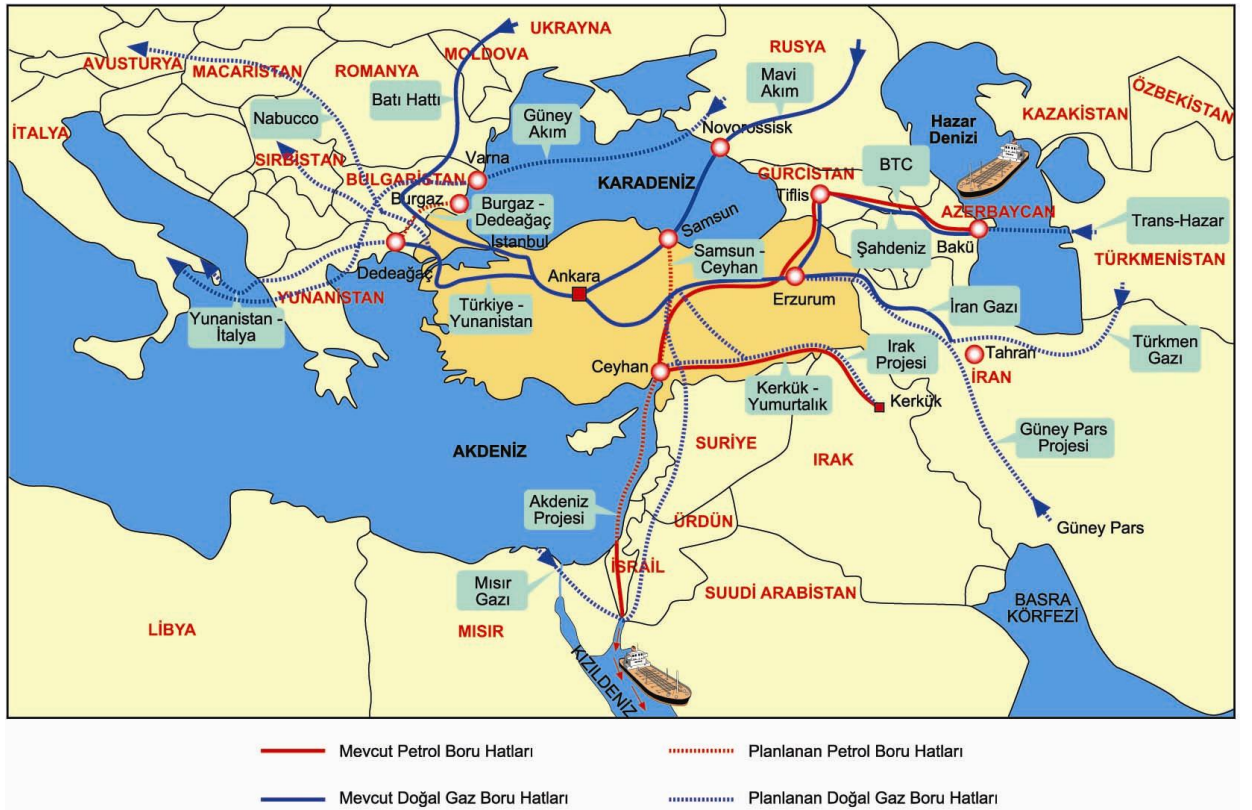 UKRAYNA
MOLDOVA
RUSYA
AVUSTURYA
MACARİSTAN
ROMANYA
Batı Hattı
Mavi
Akım
KAZAKİSTAN
ÖZBEKİSTAN
İTALYA
Nabucco
Güney
Akım
Novorossisk
Hazar
Denizi
SIRBİSTAN
Varna
BULGARİSTAN
Burgaz
KARADENİZ
GÜRCİSTAN
Tiflis
BTC
Burgaz -
Dedeağaç
İstanbul
Samsun
AZERBAYCAN
Bakü
Trans-Hazar
Dedeağaç
Samsun -
Ceyhan
Şahdeniz
TÜRKMENİSTAN
YUNANİSTAN
Ankara
Erzurum
Yunanistan -
İtalya
Türkiye -
Yunanistan
İran Gazı
Türkmen
Gazı
Ceyhan
Irak
Projesi
Tahran
İRAN
Kerkük -
Yumurtalık
Kerkük
Güney Pars
Projesi
AKDENİZ
SURİYE
IRAK
Akdeniz
Projesi
ÜRDÜN
Güney Pars
İSRAİL
Mısır
Gazı
SUUDİ ARABİSTAN
BASRA
KÖRFEZİ
LİBYA
MISIR
KIZILDENİZ
Mevcut Petrol Boru Hatları
Planlanan Petrol Boru Hatları
Mevcut Doğal Gaz Boru Hatları
Planlanan Doğal Gaz Boru Hatları